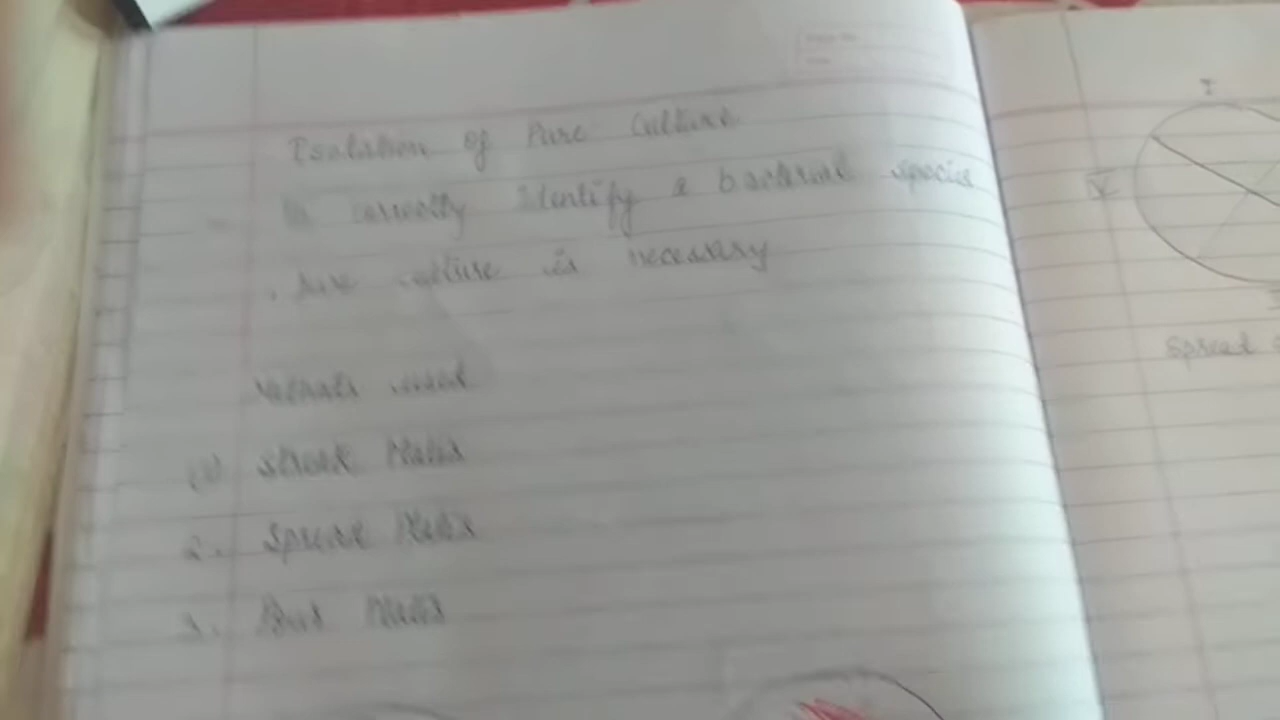 Isolation of Pure Culture
To correctly Identify a bacterial species
, pure culture is necessary
Methods used
(1) Streak Plate
2. Spread Plate
3. Pour Plate
I
V
Spread